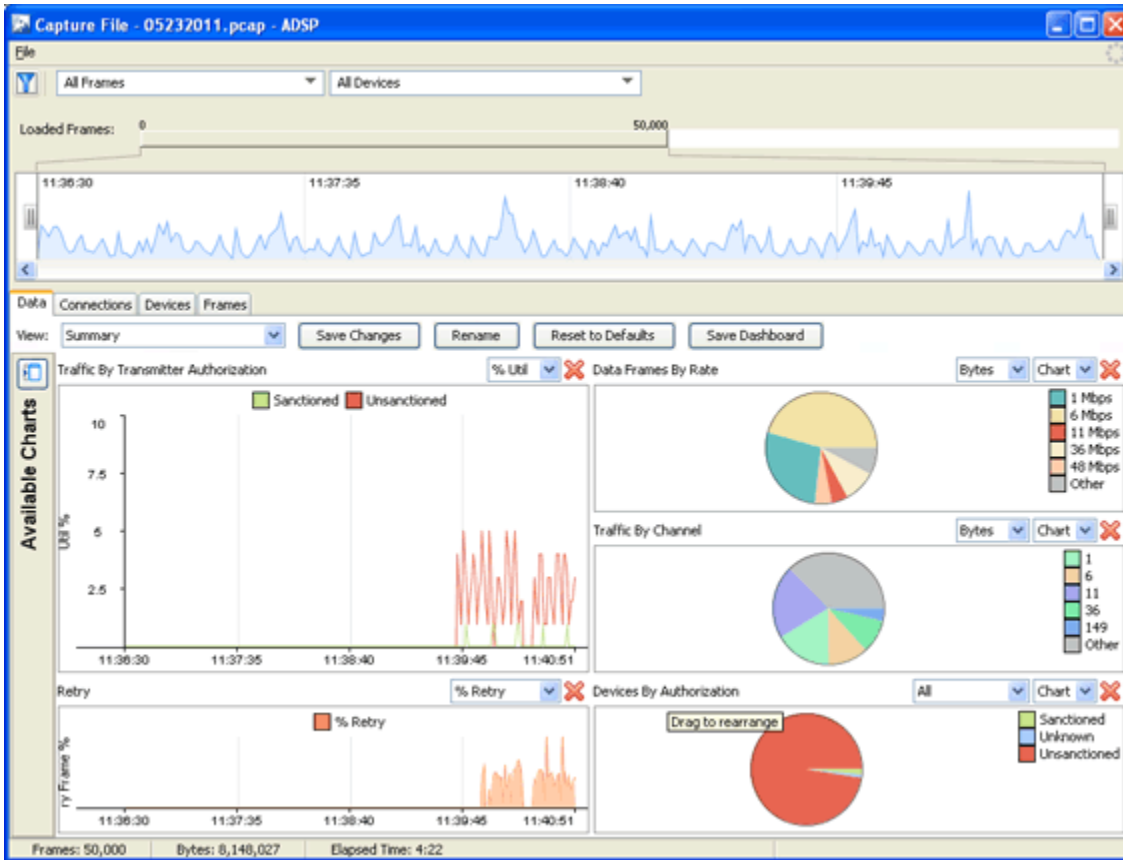 Capture File - 05232011.pcap - ADSP
File
All Frames All Devices
Loaded Frames: 0 50,000
11:36:30 11:37:35 11:38:40 11:39:45
Data Connections Devices Frames
View: Summary Save Changes Rename Reset to Defaults Save Dashboard
Available Charts
Traffic By Transmitter Authorization % Util
Sanctioned Unsanctioned
10
7.5
5
2.5
Util %
11:36:30 11:37:35 11:38:40 11:39:45 11:40:51
Retry % Retry
% Retry
ry Frame %
11:36:30 11:37:35 11:38:40 11:39:45 11:40:51
Data Frames By Rate Bytes Chart
1 Mbps
6 Mbps
11 Mbps
36 Mbps
48 Mbps
Other
Traffic By Channel Bytes Chart
1
6
11
36
149
Other
Devices By Authorization All Chart
Drag to rearrange
Sanctioned
Unknown
Unsanctioned
Frames: 50,000 Bytes: 8,148,027 Elapsed Time: 4:22